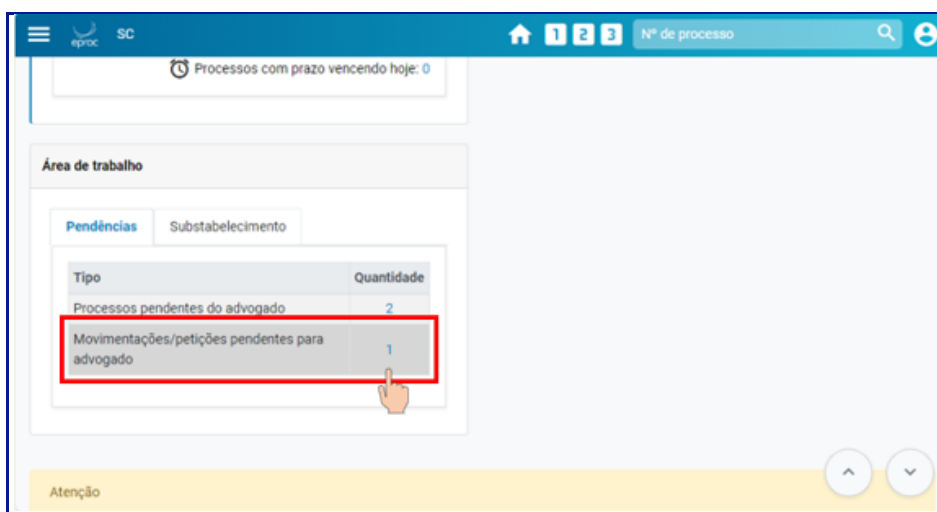 eproc SC 1 2 3 Nº de processo
Processos com prazo vencendo hoje: 0
Área de trabalho
Pendências Substabelecimento
Tipo Quantidade
Processos pendentes do advogado 2
Movimentações/petições pendentes para
advogado 1
Atenção